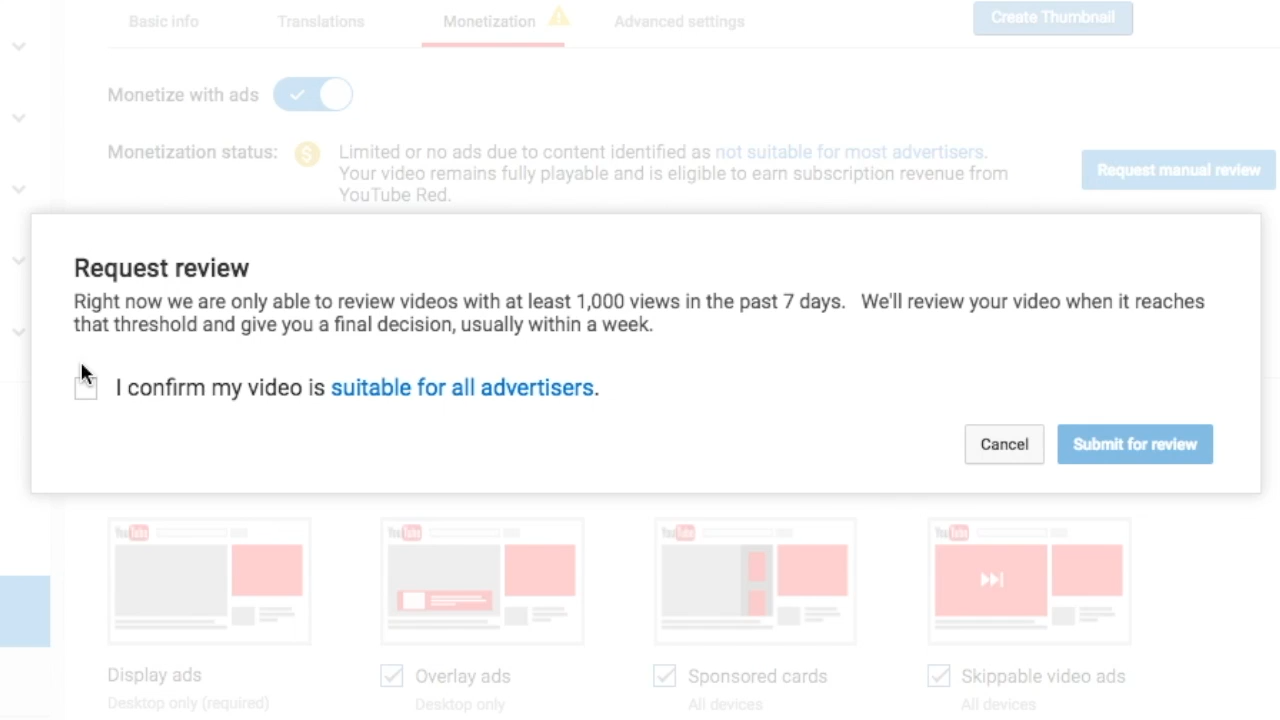 Basic info
Translations
Monetization
Advanced settings
Create Thumbnail
Monetize with ads
Monetization status:
$
Limited or no ads due to content identified as not suitable for most advertisers.
Your video remains fully playable and is eligible to earn subscription revenue from
YouTube Red.
Request manual review
Request review
Right now we are only able to review videos with at least 1,000 views in the past 7 days. We'll review your video when it reaches
that threshold and give you a final decision, usually within a week.
I confirm my video is suitable for all advertisers.
Cancel
Submit for review
YouTube
YouTube
YouTube
YouTube
Display ads
Overlay ads
Sponsored cards
Skippable video ads
Desktop only (required)
Desktop only
All devices
All devices